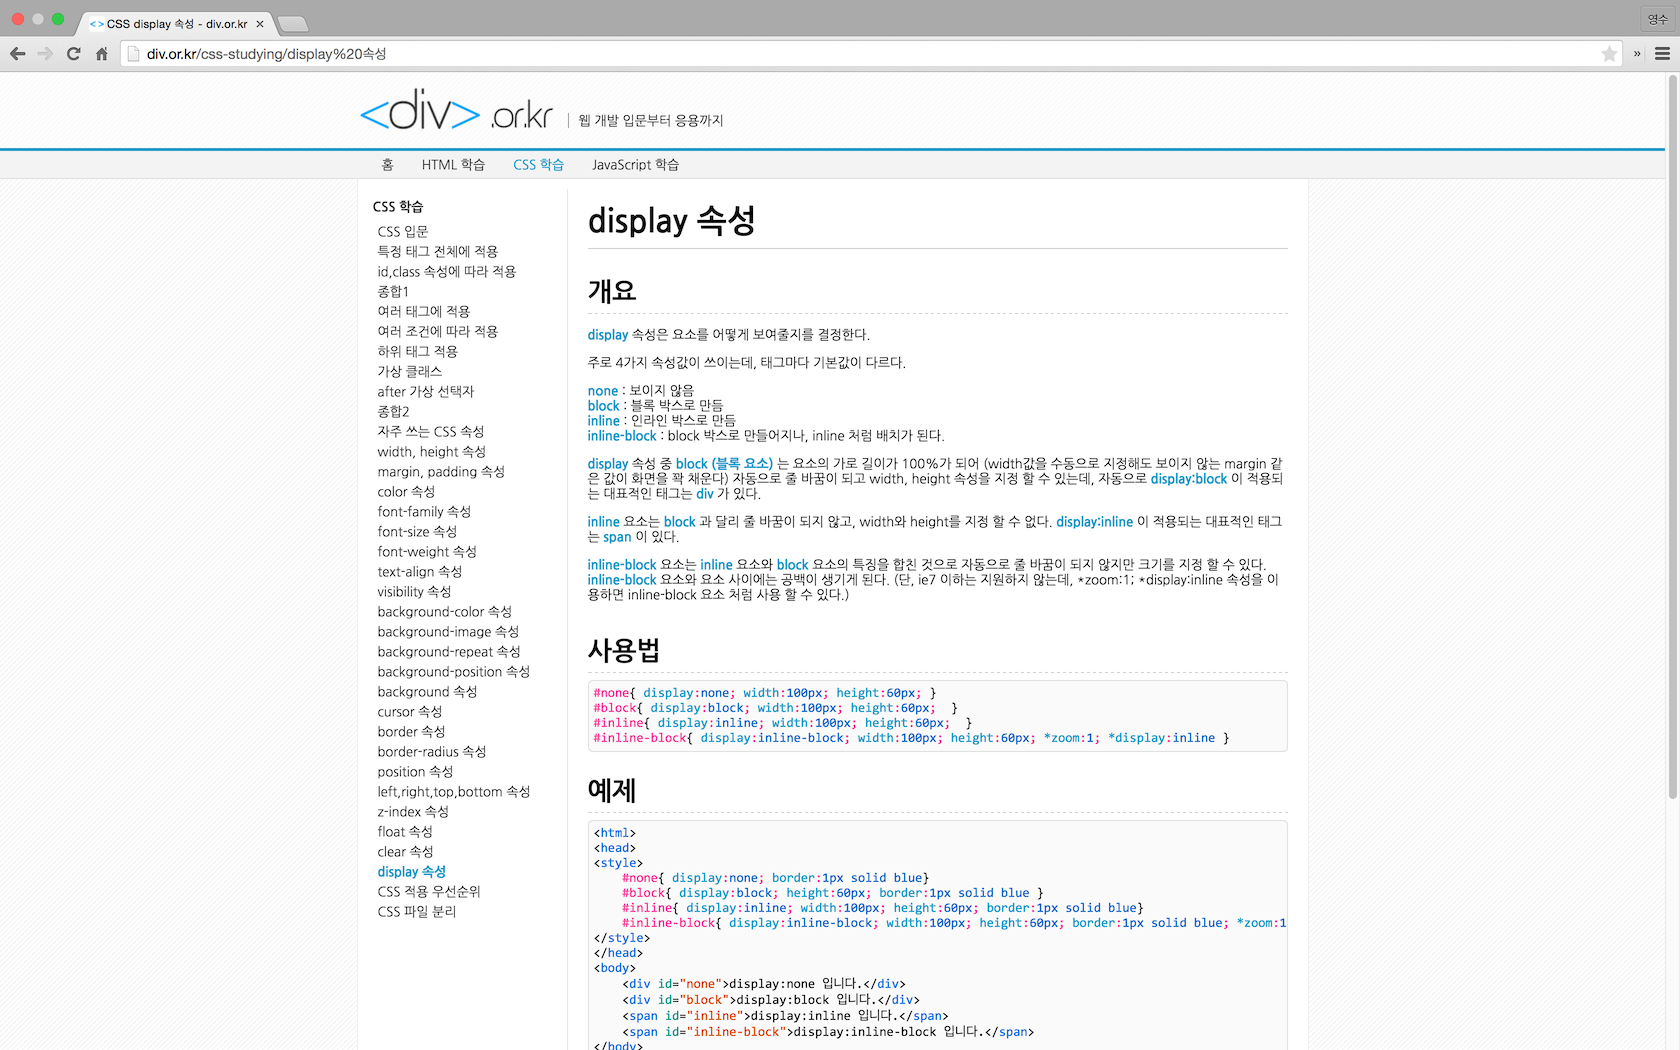 영수
<> CSS display 속성 - div.or.kr ×
div.or.kr/css-studying/display%20속성
»
<div> .or.kr | 웹 개발 입문부터 응용까지
홈 HTML 학습 CSS 학습 JavaScript 학습
CSS 학습
CSS 입문
특정 태그 전체에 적용
id,class 속성에 따라 적용
종합1
여러 태그에 적용
여러 조건에 따라 적용
하위 태그 적용
가상 클래스
after 가상 선택자
종합2
자주 쓰는 CSS 속성
width, height 속성
margin, padding 속성
color 속성
font-family 속성
font-size 속성
font-weight 속성
text-align 속성
visibility 속성
background-color 속성
background-image 속성
background-repeat 속성
background-position 속성
background 속성
cursor 속성
border 속성
border-radius 속성
position 속성
left,right,top,bottom 속성
z-index 속성
float 속성
clear 속성
display 속성
CSS 적용 우선순위
CSS 파일 분리
display 속성
개요
display 속성은 요소를 어떻게 보여줄지를 결정한다.
주로 4가지 속성값이 쓰이는데, 태그마다 기본값이 다르다.
none : 보이지 않음
block : 블록 박스로 만듬
inline : 인라인 박스로 만듬
inline-block : block 박스로 만들어지나, inline 처럼 배치가 된다.
display 속성 중 block (블록 요소) 는 요소의 가로 길이가 100%가 되어 (width값을 수동으로 지정해도 보이지 않는 margin 같
은 값이 화면을 꽉 채운다) 자동으로 줄 바꿈이 되고 width, height 속성을 지정 할 수 있는데, 자동으로 display:block 이 적용되
는 대표적인 태그는 div 가 있다.
inline 요소는 block 과 달리 줄 바꿈이 되지 않고, width와 height를 지정 할 수 없다. display:inline 이 적용되는 대표적인 태그
는 span 이 있다.
inline-block 요소는 inline 요소와 block 요소의 특징을 합친 것으로 자동으로 줄 바꿈이 되지 않지만 크기를 지정 할 수 있다.
inline-block 요소와 요소 사이에는 공백이 생기게 된다. (단, ie7 이하는 지원하지 않는데, *zoom:1; *display:inline 속성을 이
용하면 inline-block 요소 처럼 사용 할 수 있다.)
사용법
#none{ display:none; width:100px; height:60px; }
#block{ display:block; width:100px; height:60px;  }
#inline{ display:inline; width:100px; height:60px;  }
#inline-block{ display:inline-block; width:100px; height:60px; *zoom:1; *display:inline }
예제
<html>
<head>
<style>
    #none{ display:none; border:1px solid blue}
    #block{ display:block; height:60px; border:1px solid blue }
    #inline{ display:inline; width:100px; height:60px; border:1px solid blue}
    #inline-block{ display:inline-block; width:100px; height:60px; border:1px solid blue; *zoom:1
</style>
</head>
<body>
    <div id="none">display:none 입니다.</div>
    <div id="block">display:block 입니다.</div>
    <span id="inline">display:inline 입니다.</span>
    <span id="inline-block">display:inline-block 입니다.</span>
</body>